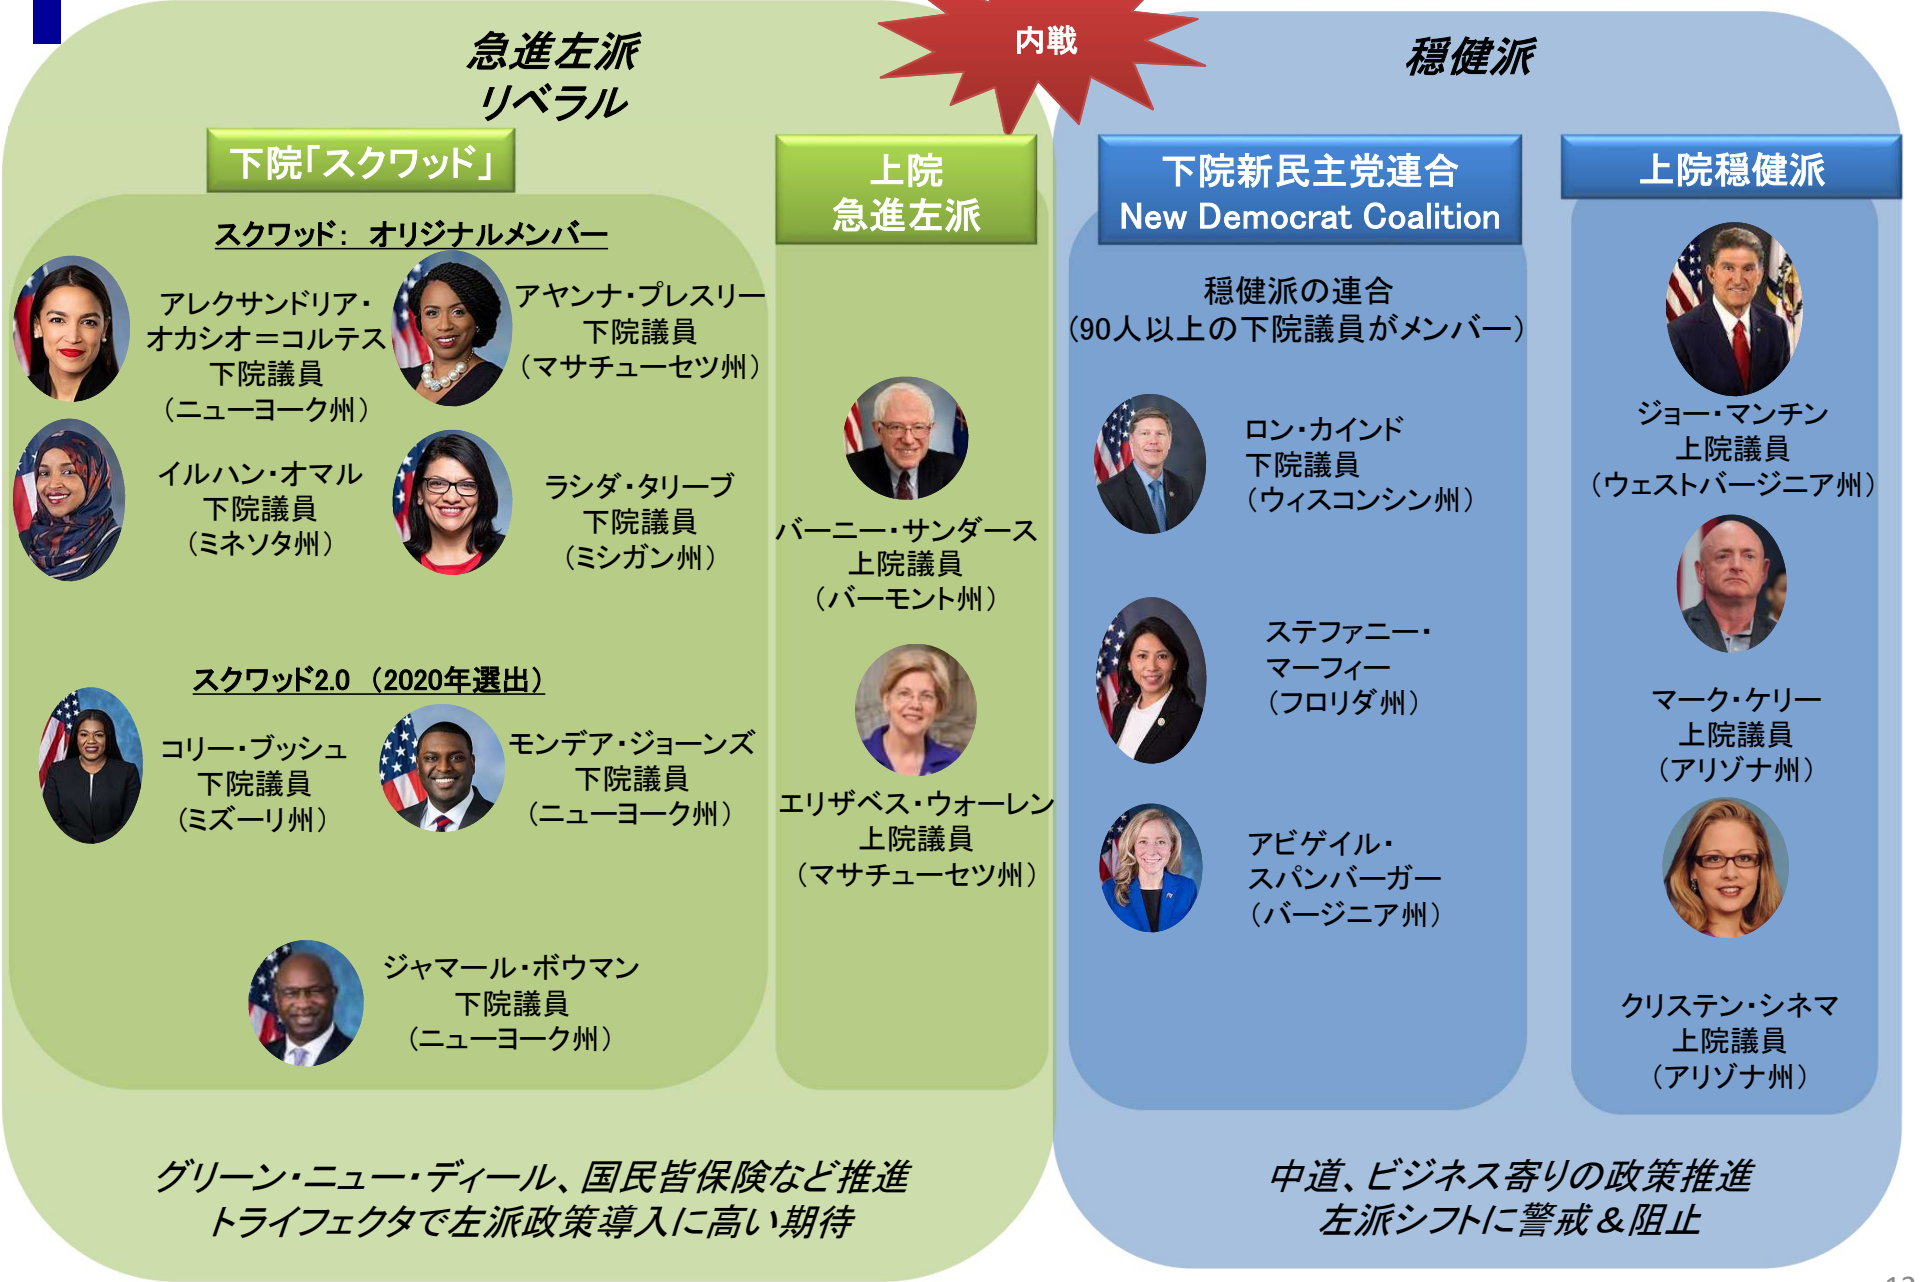 内戦
急進左派
リベラル
穏健派
下院「スクワッド」
スクワッド： オリジナルメンバー
アレクサンドリア・
オカシオ＝コルテス
下院議員
（ニューヨーク州）
アヤンナ・プレスリー
下院議員
（マサチューセツ州）
イルハン・オマル
下院議員
（ミネソタ州）
ラシダ・タリーブ
下院議員
（ミシガン州）
スクワッド2.0 （2020年選出）
コリー・ブッシュ
下院議員
（ミズーリ州）
モンデア・ジョーンズ
下院議員
（ニューヨーク州）
ジャマール・ボウマン
下院議員
（ニューヨーク州）
上院
急進左派
バーニー・サンダース
上院議員
（バーモント州）
エリザベス・ウォーレン
上院議員
（マサチューセツ州）
下院新民主党連合
New Democrat Coalition
穏健派の連合
（90人以上の下院議員がメンバー）
ロン・カインド
下院議員
（ウィスコンシン州）
ステファニー・
マーフィー
（フロリダ州）
アビゲイル・
スパンバーガー
（バージニア州）
上院穏健派
ジョー・マンチン
上院議員
（ウェストバージニア州）
マーク・ケリー
上院議員
（アリゾナ州）
クリステン・シネマ
上院議員
（アリゾナ州）
グリーン・ニュー・ディール、国民皆保険など推進
トライフェクタで左派政策導入に高い期待
中道、ビジネス寄りの政策推進
左派シフトに警戒＆阻止